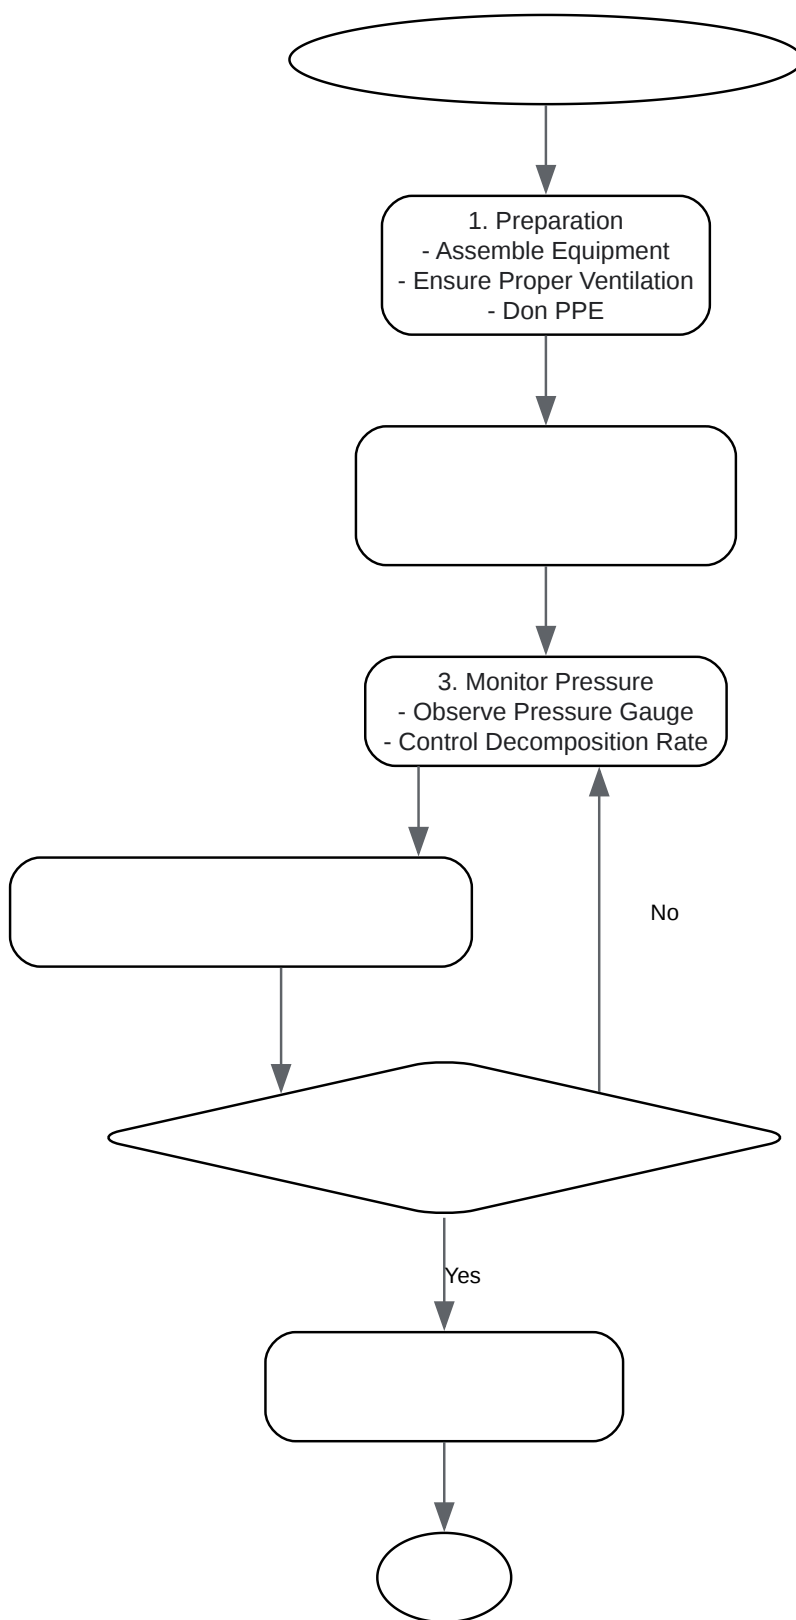 1. Preparation
- Assemble Equipment
- Ensure Proper Ventilation
- Don PPE
3. Monitor Pressure
- Observe Pressure Gauge
- Control Decomposition Rate
No
Yes